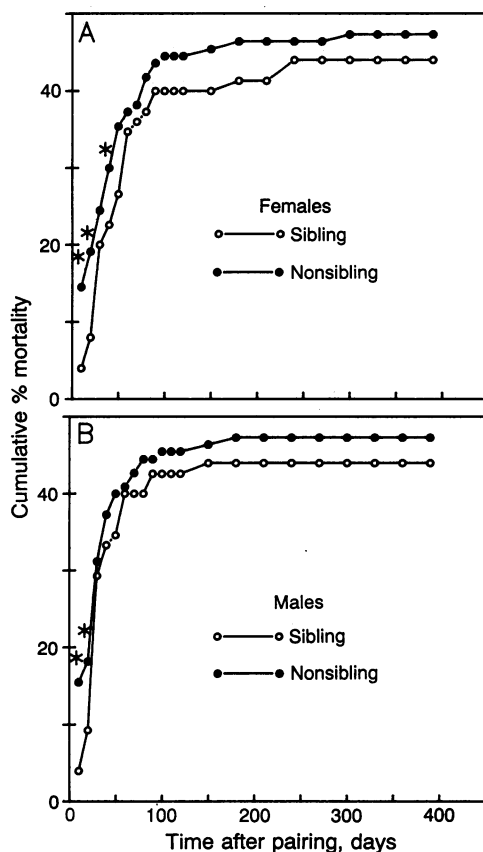 A
40
20
0
Females
Sibling
Nonsibling
Cumulative % mortality
B
40
20
0
Males
Sibling
Nonsibling
0 100 200 300 400
Time after pairing, days